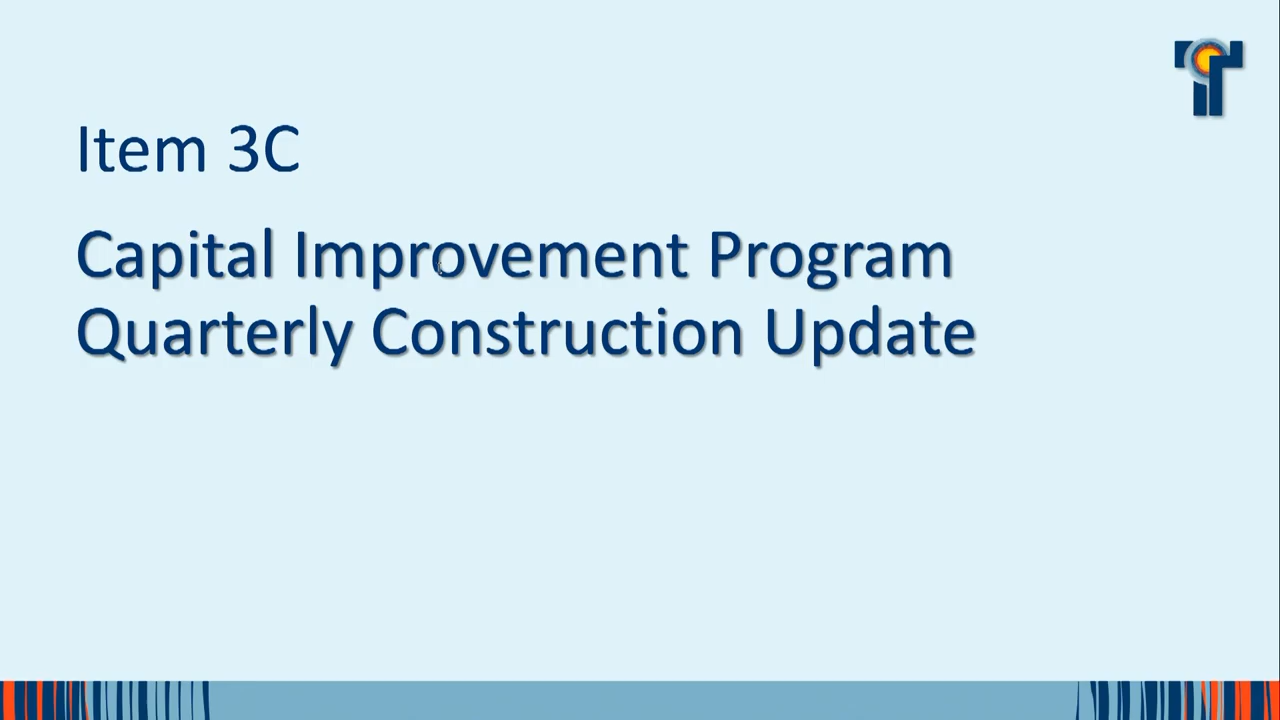 Item 3C
Capital Improvement Program
Quarterly Construction Update